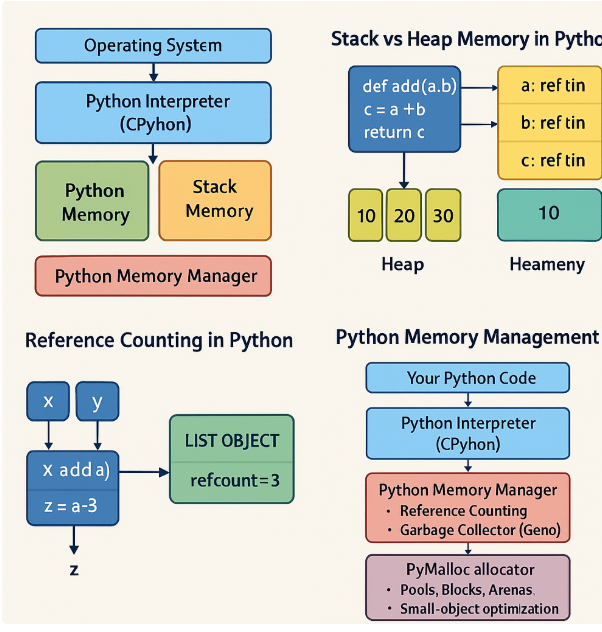 Operating System
Python Interpreter
(CPyhon)
Python
Memory
Stack
Memory
Python Memory Manager
Stack vs Heap Memory in Pytho
def add(a.b)
c = a +b
return c
a: ref tin
b: ref tin
c: ref tin
10
20
30
Heap
10
Heameny
Reference Counting in Python
x
y
x add a)
z = a-3
z
LIST OBJECT
refcount=3
Python Memory Management
Your Python Code
Python Interpreter
(CPyhon)
Python Memory Manager
• Reference Counting
• Garbage Collector (Geno)
PyMalloc allocator
• Pools, Blocks, Arenas,
• Small-object optimization